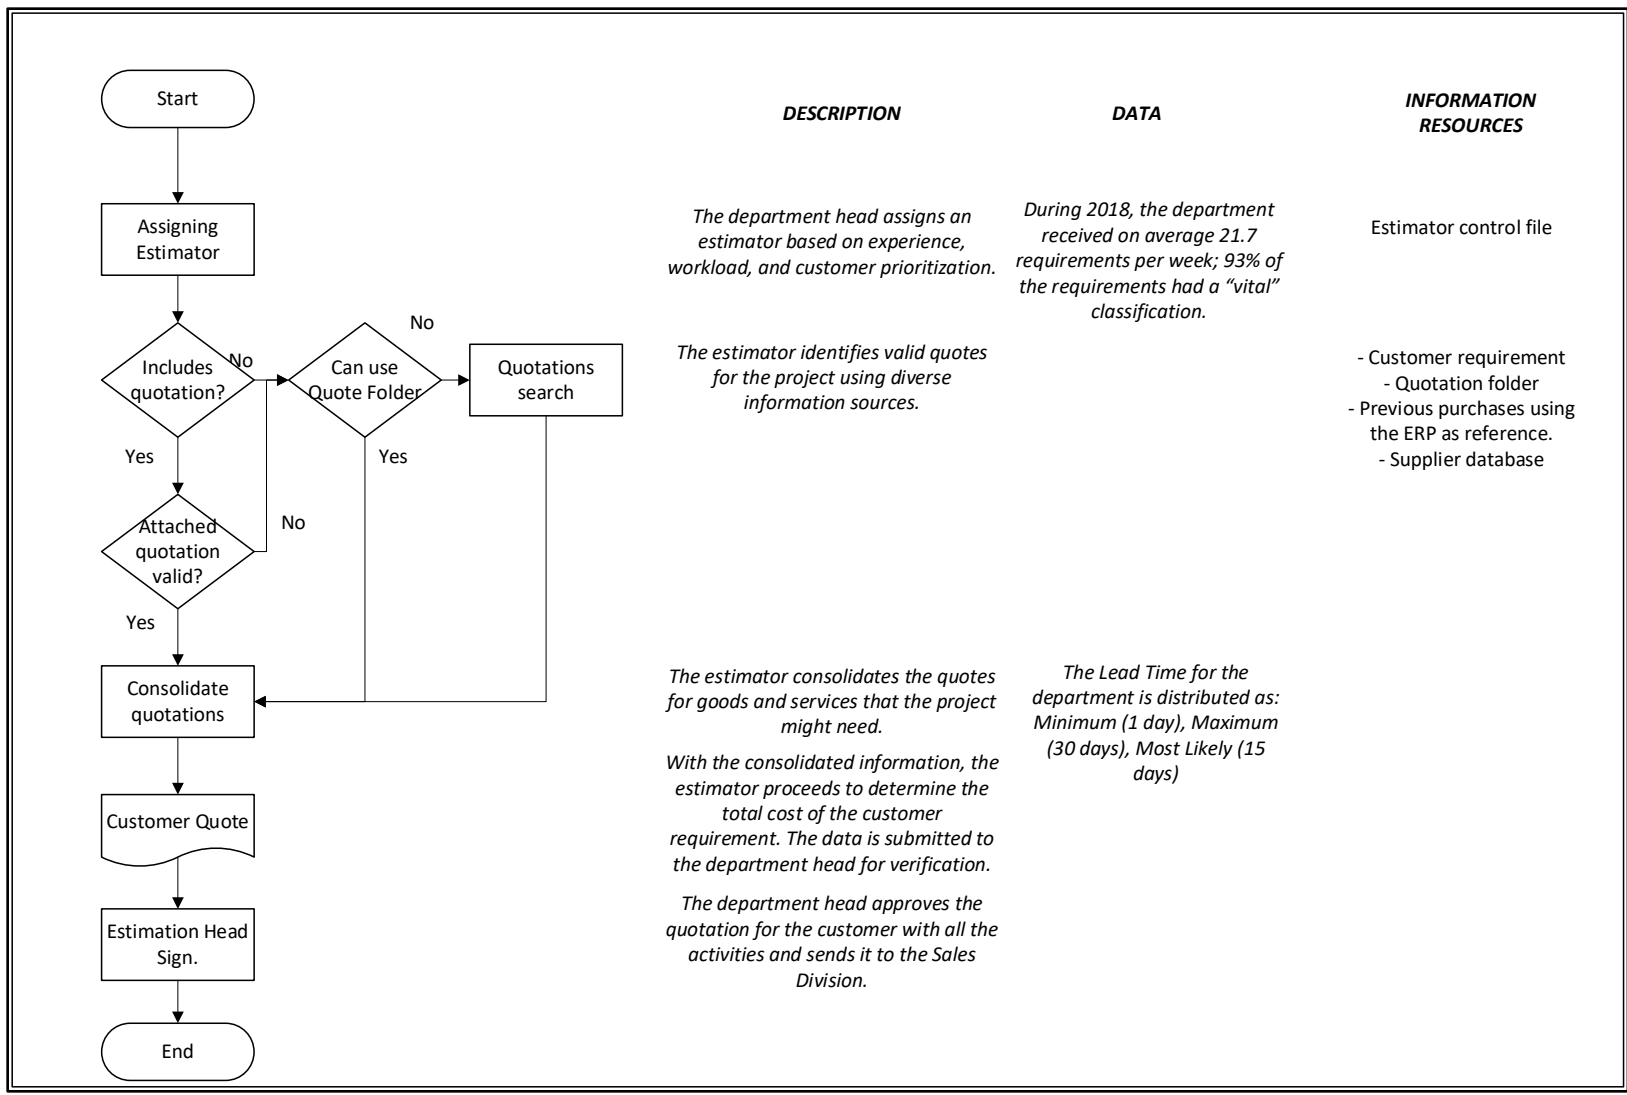 Start
DESCRIPTION
DATA
INFORMATION
RESOURCES
Assigning
Estimator
The department head assigns an
estimator based on experience,
workload, and customer prioritization.
During 2018, the department
received on average 21.7
requirements per week; 93% of
the requirements had a “vital”
classification.
Estimator control file
Includes
quotation?
No
Can use
Quote Folder
No
Quotations
search
The estimator identifies valid quotes
for the project using diverse
information sources.
- Customer requirement
- Quotation folder
- Previous purchases using
the ERP as reference.
- Supplier database
Yes
Yes
Attached
quotation
valid?
No
Yes
Consolidate
quotations
The estimator consolidates the quotes
for goods and services that the project
might need.
The Lead Time for the
department is distributed as:
Minimum (1 day), Maximum
(30 days), Most Likely (15
days)
Customer Quote
With the consolidated information, the
estimator proceeds to determine the
total cost of the customer
requirement. The data is submitted to
the department head for verification.
Estimation Head
Sign.
The department head approves the
quotation for the customer with all the
activities and sends it to the Sales
Division.
End